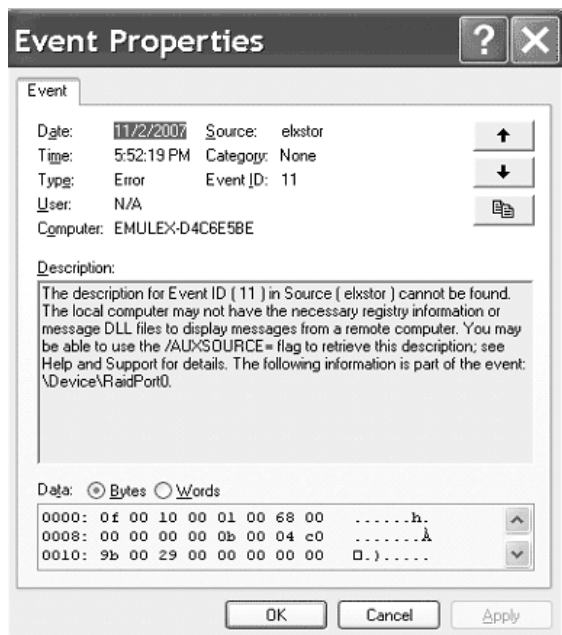 Event Properties
Event
Date: 11/2/2007 Source: elxstor
Time: 5:52:19 PM Category: None
Type: Error Event ID: 11
User: N/A
Computer: EMULEX-D4C6E5BE
Description:
The description for Event ID ( 11 ) in Source ( elxstor ) cannot be found.
The local computer may not have the necessary registry information or
message DLL files to display messages from a remote computer. You may
be able to use the /AUXSOURCE= flag to retrieve this description; see
Help and Support for details. The following information is part of the event:
\Device\RaidPort0.
Data: Bytes Words
0000: 0f 00 10 00 01 00 68 00 ......h.
0008: 00 00 00 00 0b 00 04 c0 .......À
0010: 9b 00 29 00 00 00 00 00 □.).....
OK Cancel Apply